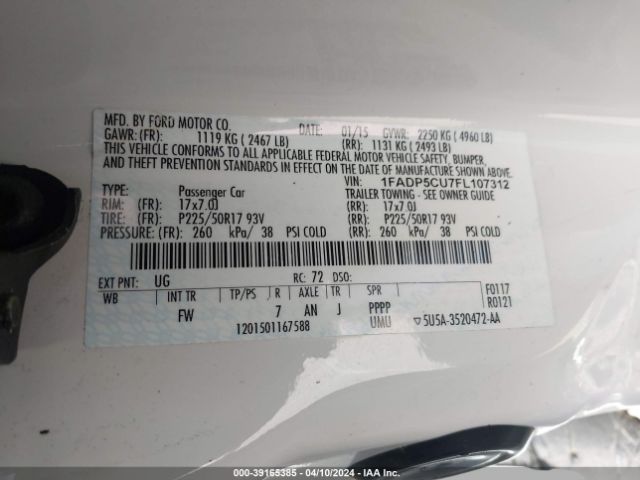 MFD. BY FORD MOTOR CO. DATE: 01/15 GVWR: 2250 KG ( 4960 LB)
GAWR: (FR): 1119 KG ( 2467 LB) (RR): 1131 KG ( 2493 LB)
THIS VEHICLE CONFORMS TO ALL APPLICABLE FEDERAL MOTOR VEHICLE SAFETY, BUMPER,
AND THEFT PREVENTION STANDARDS IN EFFECT ON THE DATE OF MANUFACTURE SHOWN ABOVE.
VIN: 1FADP5CU7FL107312
TYPE: Passenger Car TRAILER TOWING - SEE OWNER GUIDE
RIM: (FR): 17x7.0J (RR): 17x7.0J
TIRE: (FR): P225/50R17 93V (RR): P225/50R17 93V
PRESSURE: (FR): 260 kPa/ 38 PSI COLD (RR): 260 kPa/ 38 PSI COLD
EXT PNT: UG RC: 72 DSO:
WB INT TR TP/PS R AXLE TR SPR F0117
FW 7 AN J PPPP R0121
1201501167588 UMU ▽5U5A-3520472-AA
000-39165385 - 04/10/2024 - IAA Inc.